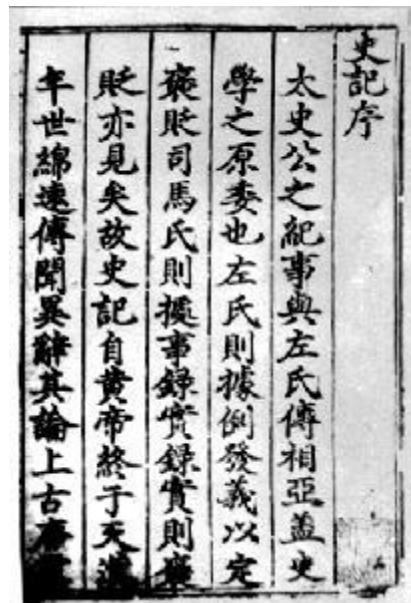 史記序
太史公之紀事與左氏傳相亞蓋史
學之原委也左氏則據例發義以定
褒貶司馬氏則據事錄實錄實則褒
貶亦見矣故史記自黄帝終于天漢
年世綿遠傳聞異辭其論上古唐